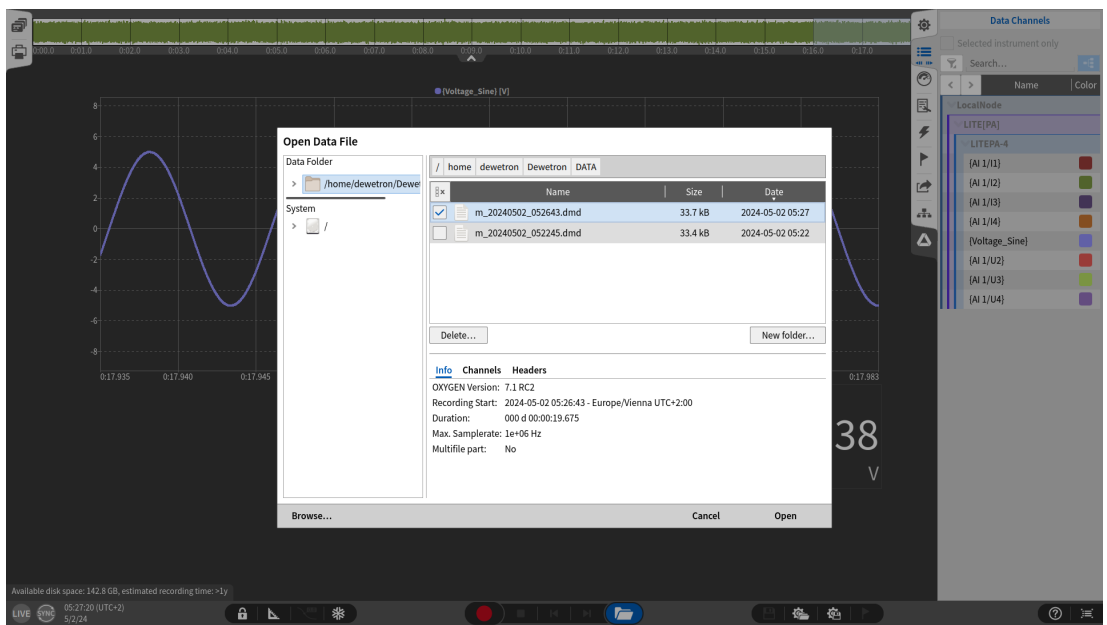 0:00.0 0:01.0 0:02.0 0:03.0 0:04.0 0:05.0 0:06.0 0:07.0 0:08.0 0:09.0 0:10.0 0:11.0 0:12.0 0:13.0 0:14.0 0:15.0 0:16.0 0:17.0
{Voltage_Sine} [V]
8
6
4
2
0
-2
-4
-6
-8
0:17.935 0:17.940 0:17.945 0:17.983
38
V
Open Data File
Data Folder
/home/dewetron/Dewet
System
/
/ home dewetron Dewetron DATA
Name Size Date
m_20240502_052643.dmd 33.7 kB 2024-05-02 05:27
m_20240502_052245.dmd 33.4 kB 2024-05-02 05:22
Delete... New folder...
Info Channels Headers
OXYGEN Version: 7.1 RC2
Recording Start: 2024-05-02 05:26:43 - Europe/Vienna UTC+2:00
Duration: 000 d 00:00:19.675
Max. Samplerate: 1e+06 Hz
Multifile part: No
Browse... Cancel Open
Data Channels
Selected instrument only
Search...
< > Name Color
LocalNode
LITE[PA]
LITEPA-4
{AI 1/I1}
{AI 1/I2}
{AI 1/I3}
{AI 1/I4}
{Voltage_Sine}
{AI 1/U2}
{AI 1/U3}
{AI 1/U4}
Available disk space: 142.8 GB, estimated recording time: >1y
LIVE SYNC 05:27:20 (UTC+2)
5/2/24